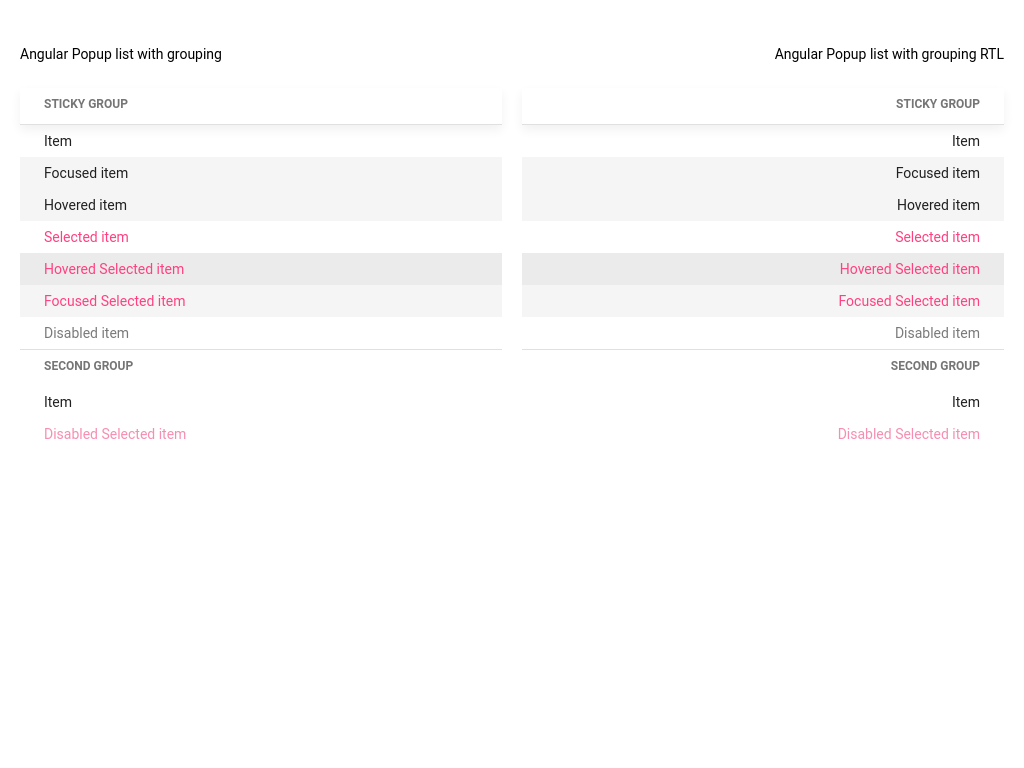 Angular Popup list with grouping
STICKY GROUP
Item
Focused item
Hovered item
Selected item
Hovered Selected item
Focused Selected item
Disabled item
SECOND GROUP
Item
Disabled Selected item
Angular Popup list with grouping RTL
STICKY GROUP
Item
Focused item
Hovered item
Selected item
Hovered Selected item
Focused Selected item
Disabled item
SECOND GROUP
Item
Disabled Selected item